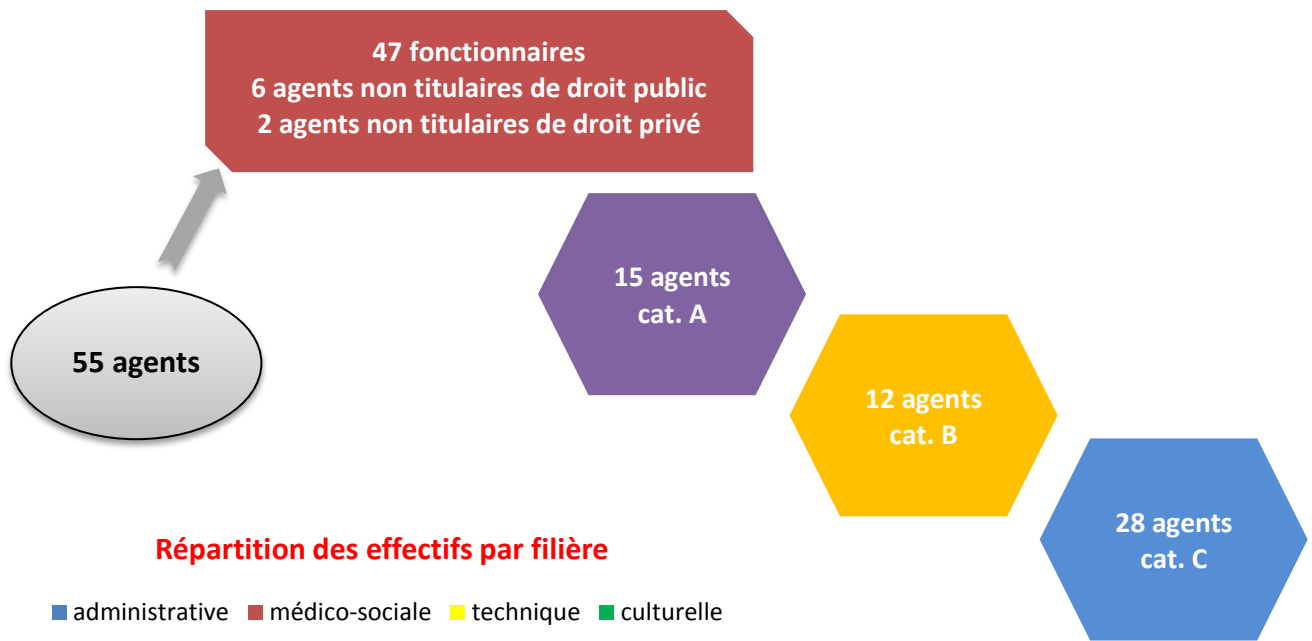 47 fonctionnaires
6 agents non titulaires de droit public
2 agents non titulaires de droit privé
15 agents
cat. A
55 agents
12 agents
cat. B
28 agents
cat. C
Répartition des effectifs par filière
administrative médico-sociale technique culturelle